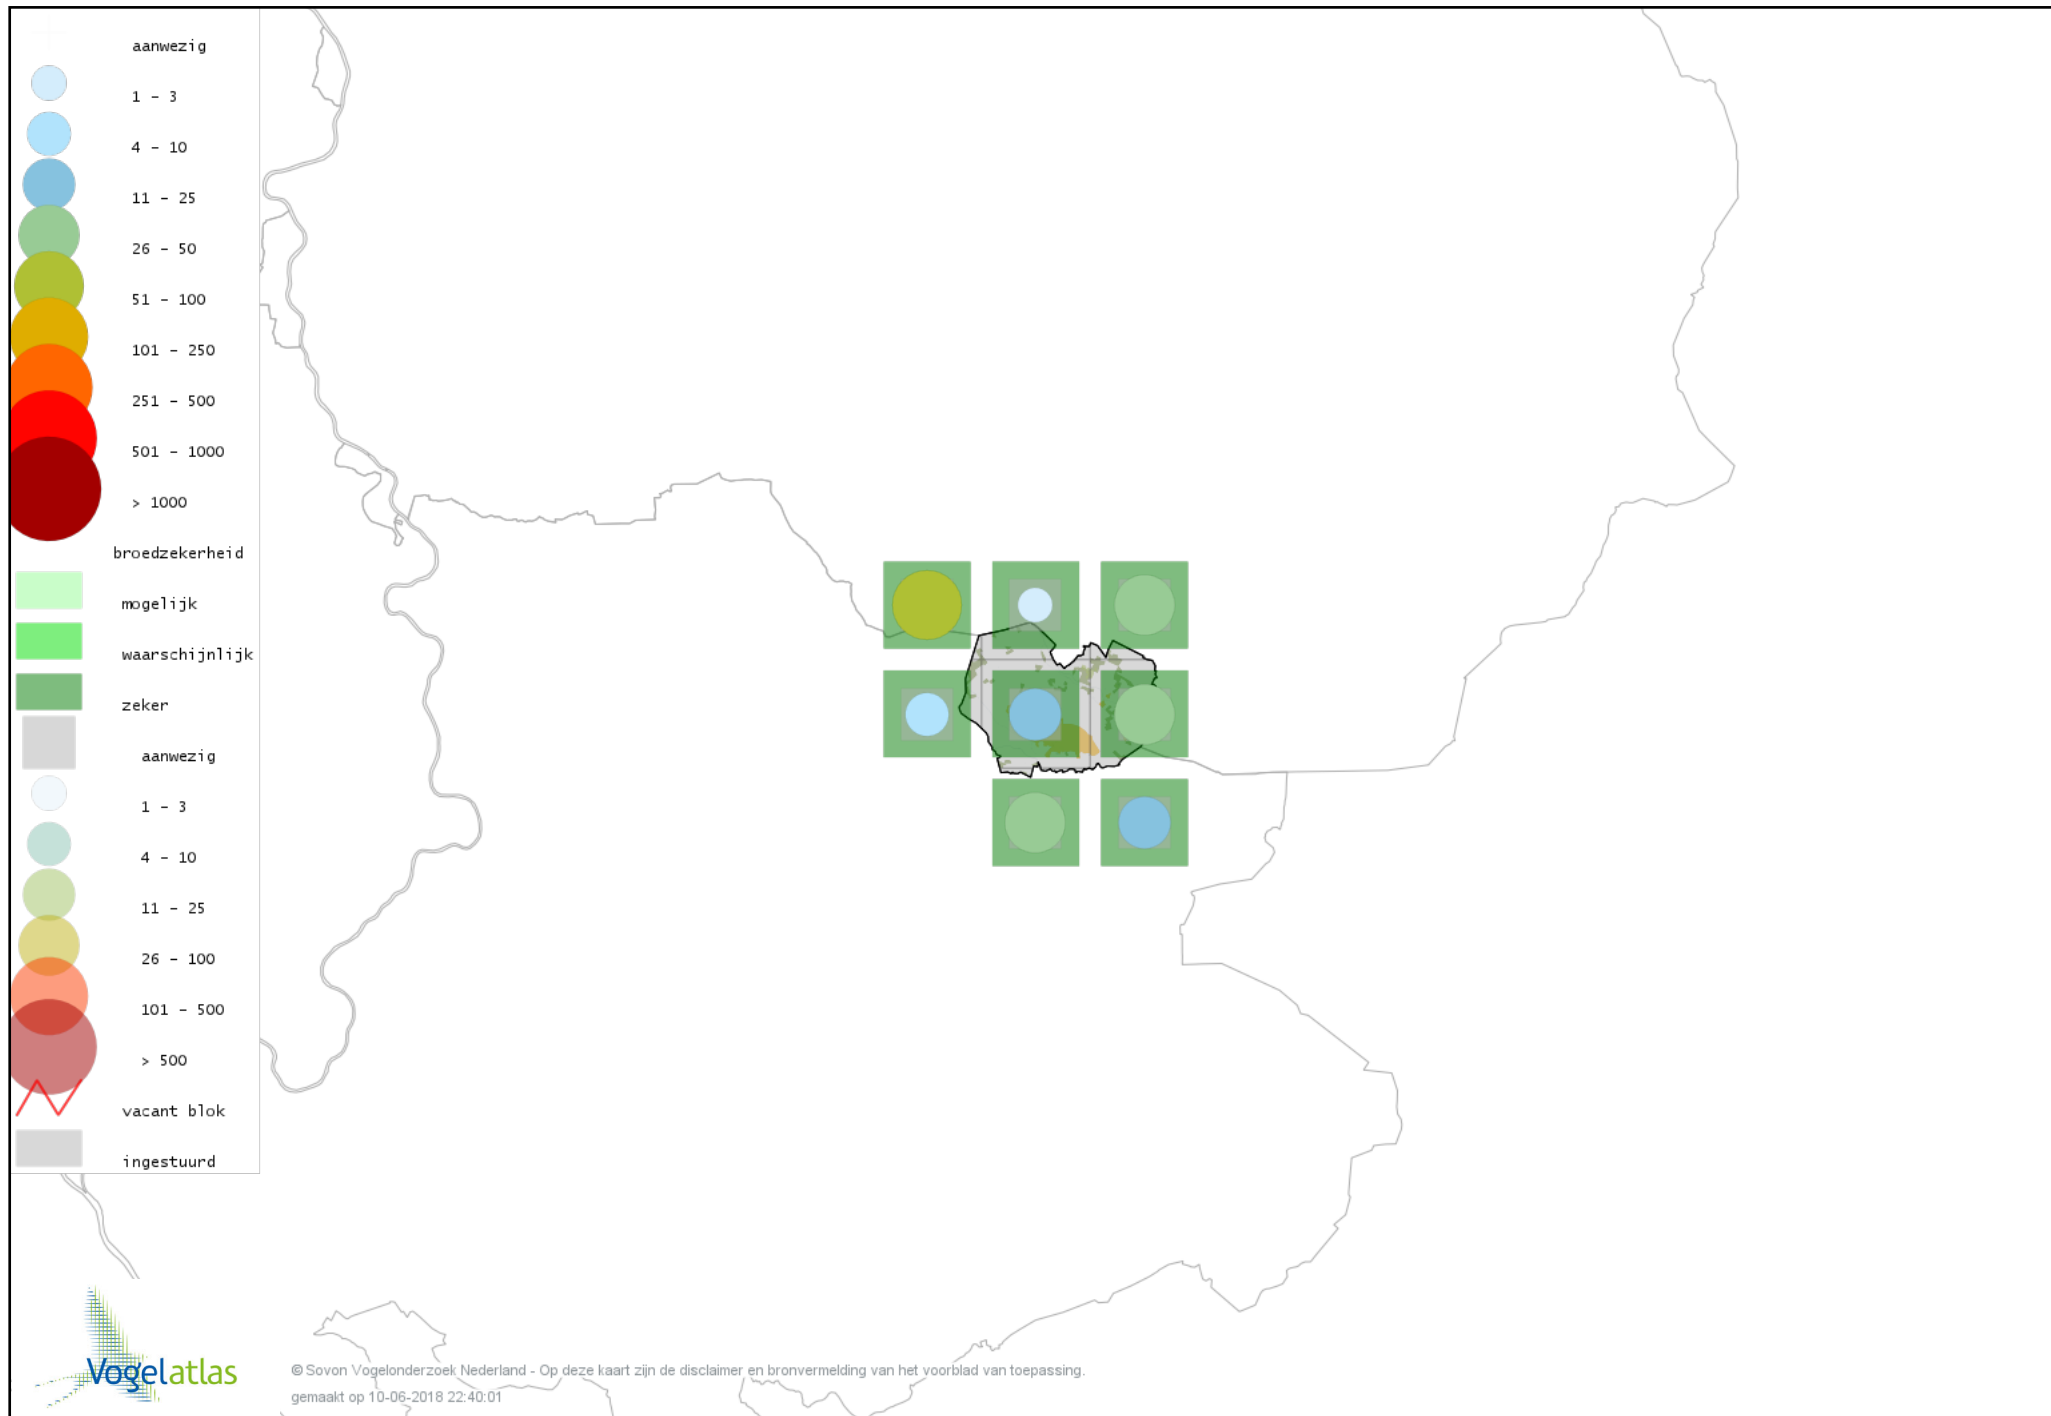 aanwezig
1 - 3
4 - 10
11 - 25
26 - 50
51 - 100
101 - 250
251 - 500
501 - 1000
> 1000
broedzekerheid
mogelijk
waarschijnlijk
zeker
aanwezig
1 - 3
4 - 10
11 - 25
26 - 100
101 - 500
> 500
vacant blok
ingestuurd
Vogelatlas
© Sovon Vogelonderzoek Nederland - Op deze kaart zijn de disclaimer en bronvermelding van het voorblad van toepassing.
gemaakt op 10-06-2018 22:40:01